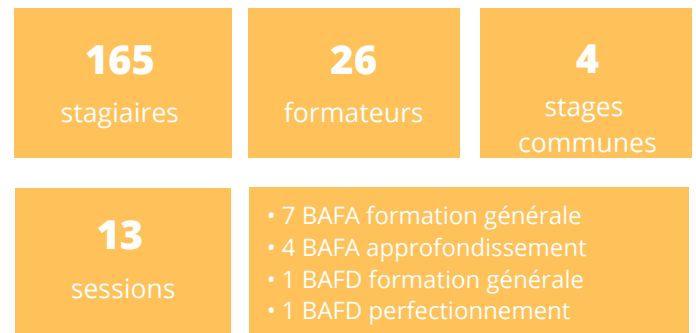 165
stagiaires
26
formateurs
4
stages
communes
13
sessions
• 7 BAFA formation générale
• 4 BAFA approfondissement
• 1 BAFD formation générale
• 1 BAFD perfectionnement